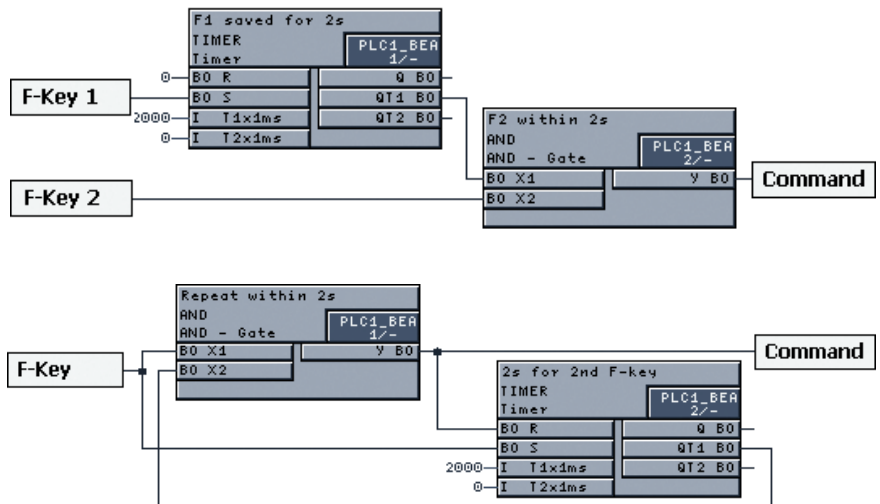 F1 saved for 2s
TIMER
Timer
PLC1_BEA
1/-
0
BO R
Q BO
F-Key 1
BO S
QT1 BO
2000
I T1x1ms
QT2 BO
0
I T2x1ms
F2 within 2s
AND
AND - Gate
PLC1_BEA
2/-
BO X1
Y BO
Command
F-Key 2
BO X2
Repeat within 2s
AND
AND - Gate
PLC1_BEA
1/-
BO X1
Y BO
Command
F-Key
BO X2
2s for 2nd F-key
TIMER
Timer
PLC1_BEA
2/-
BO R
Q BO
BO S
QT1 BO
2000
I T1x1ms
QT2 BO
0
I T2x1ms